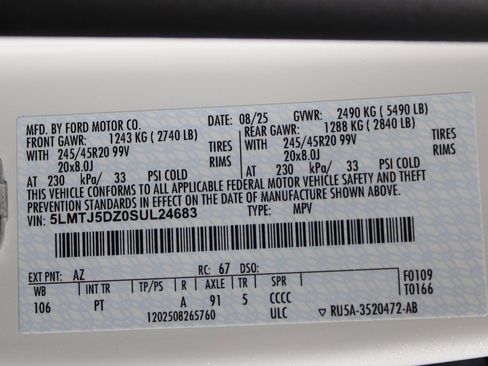 MFD. BY FORD MOTOR CO. 08/25 GVWR: 2490 KG ( 5490 LB)
FRONT GAWR: 1243 KG ( 2740 LB) REAR GAWR: 1288 KG ( 2840 LB)
WITH 245/45R20 99V TIRES WITH 245/45R20 99V TIRES
20x8.0J RIMS 20x8.0J RIMS
AT 230 kPa/ 33 PSI COLD AT 230 kPa/ 33 PSI COLD
THIS VEHICLE CONFORMS TO ALL APPLICABLE FEDERAL MOTOR VEHICLE SAFETY AND THEFT
PREVENTION STANDARDS IN EFFECT ON THE DATE OF MANUFACTURE SHOWN ABOVE.
VIN: 5LMTJ5DZ0SUL24683 TYPE: MPV
EXT PNT: AZ RC: 67 DSO: F0109
WB TP/PS R AXLE TR SPR T0166
106 PT A 91 5 CCCC
1202508265760 ULC RU5A-3520472-AB